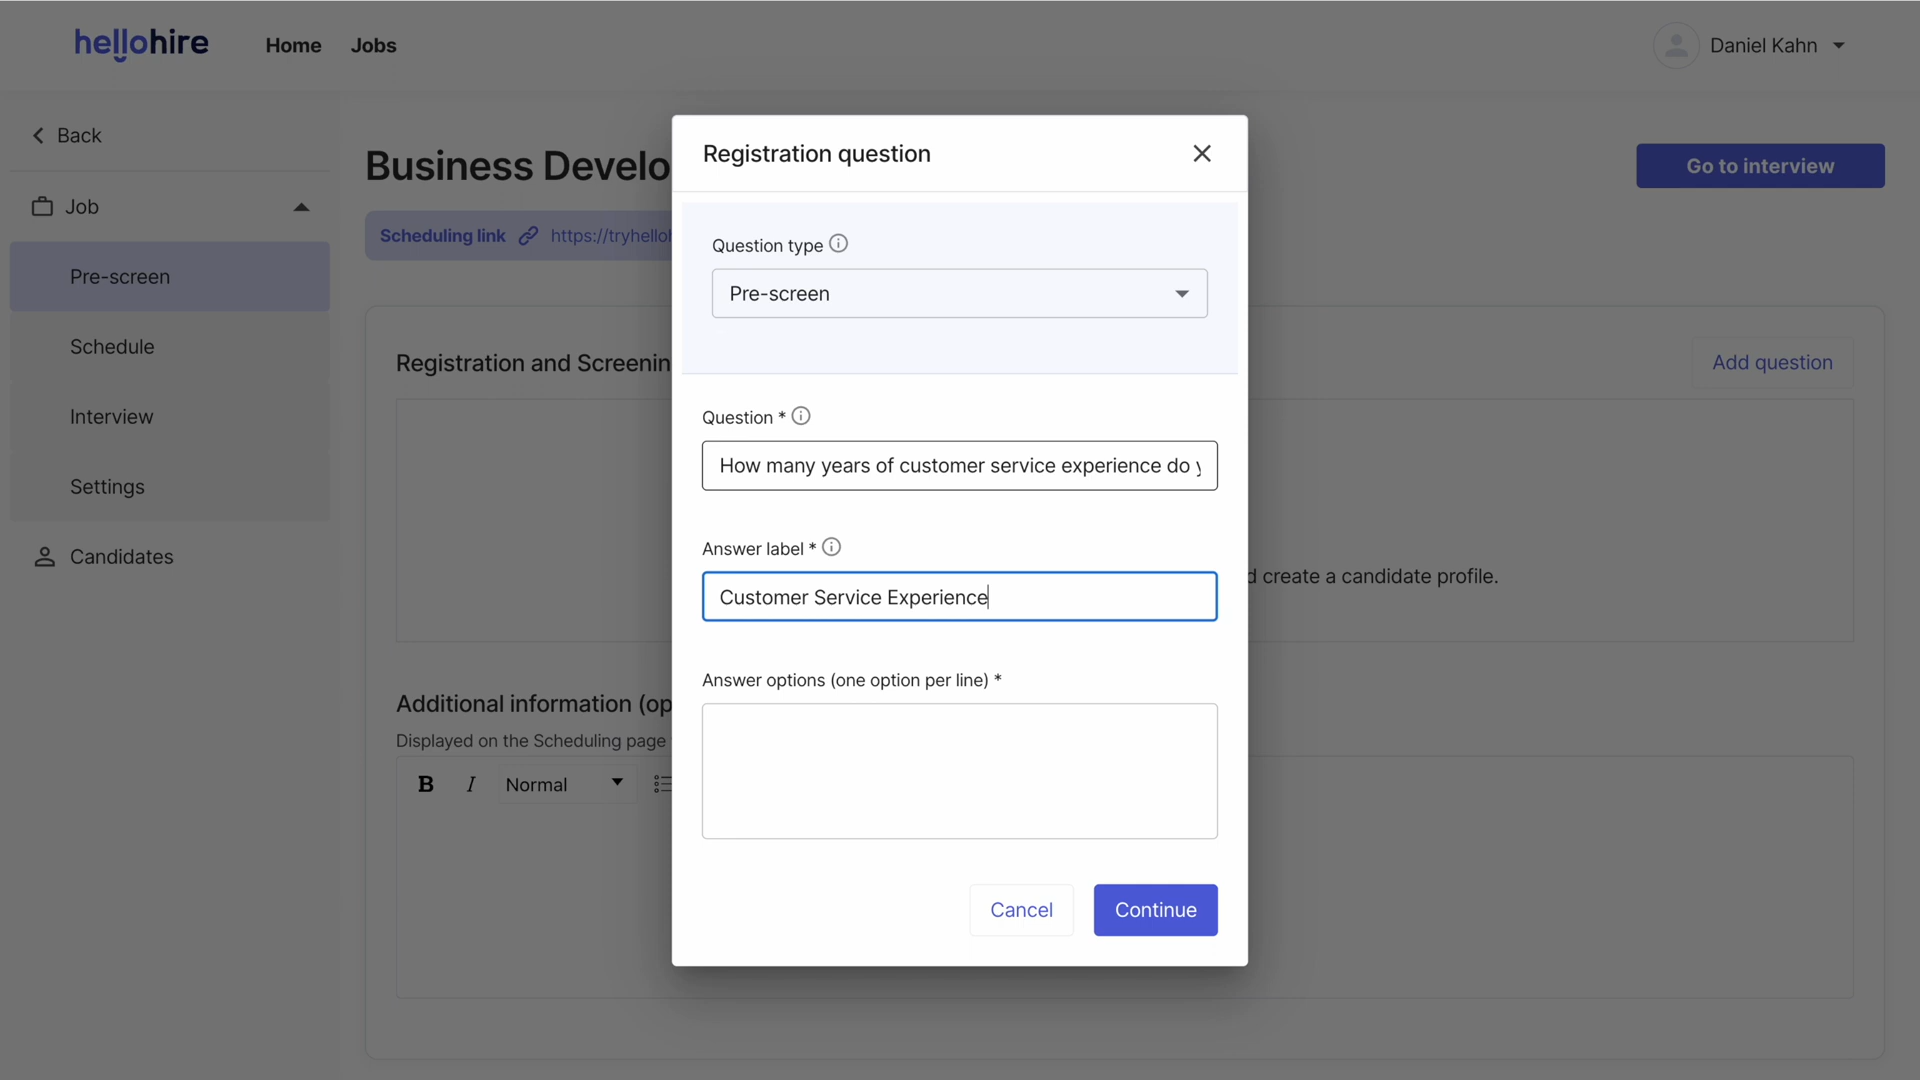 hellohire
Home
Jobs
Daniel Kahn
Back
Job
Pre-screen
Schedule
Interview
Settings
Candidates
Business Develo
Go to interview
Scheduling link
https://tryhelloh
Registration and Screenin
Add question
d create a candidate profile.
Additional information (op
Displayed on the Scheduling page
B I Normal
Registration question
Question type
Pre-screen
Question *
How many years of customer service experience do y
Answer label *
Customer Service Experience
Answer options (one option per line) *
Cancel
Continue